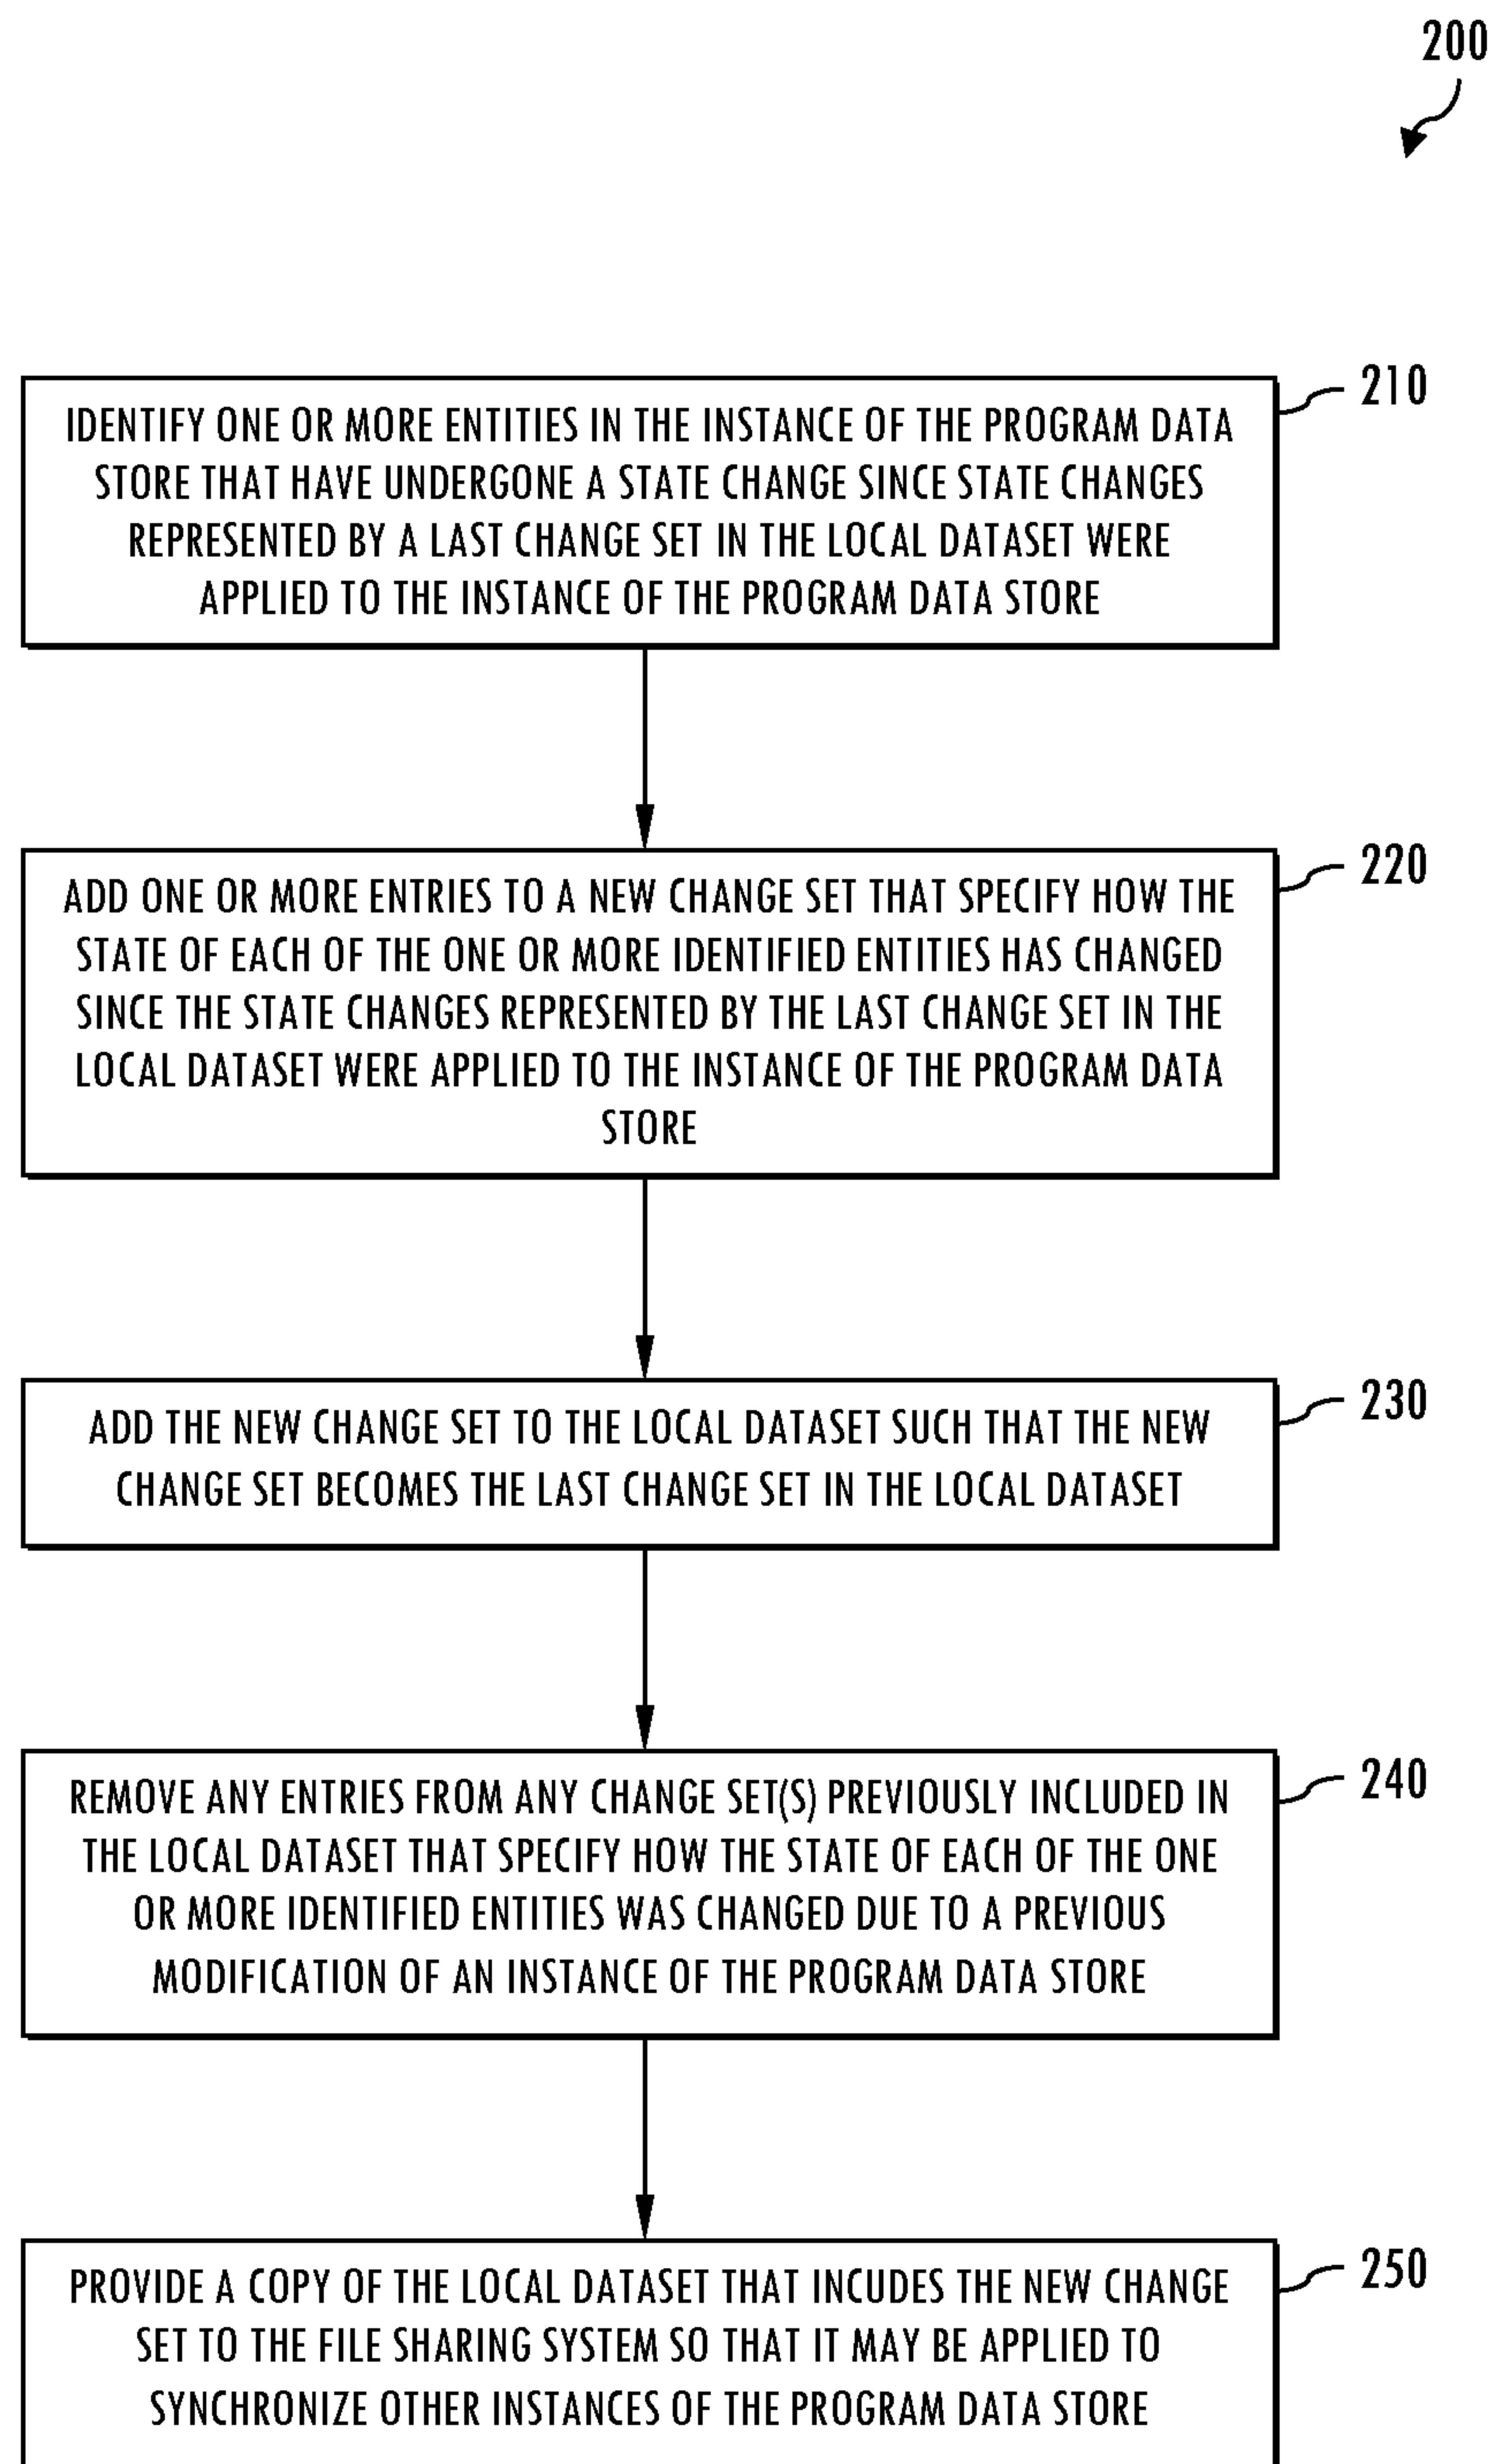 200
210
IDENTIFY ONE OR MORE ENTITIES IN THE INSTANCE OF THE PROGRAM DATA
STORE THAT HAVE UNDERGONE A STATE CHANGE SINCE STATE CHANGES
REPRESENTED BY A LAST CHANGE SET IN THE LOCAL DATASET WERE
APPLIED TO THE INSTANCE OF THE PROGRAM DATA STORE
220
ADD ONE OR MORE ENTRIES TO A NEW CHANGE SET THAT SPECIFY HOW THE
STATE OF EACH OF THE ONE OR MORE IDENTIFIED ENTITIES HAS CHANGED
SINCE THE STATE CHANGES REPRESENTED BY THE LAST CHANGE SET IN THE
LOCAL DATASET WERE APPLIED TO THE INSTANCE OF THE PROGRAM DATA
STORE
230
ADD THE NEW CHANGE SET TO THE LOCAL DATASET SUCH THAT THE NEW
CHANGE SET BECOMES THE LAST CHANGE SET IN THE LOCAL DATASET
240
REMOVE ANY ENTRIES FROM ANY CHANGE SET(S) PREVIOUSLY INCLUDED IN
THE LOCAL DATASET THAT SPECIFY HOW THE STATE OF EACH OF THE ONE
OR MORE IDENTIFIED ENTITIES WAS CHANGED DUE TO A PREVIOUS
MODIFICATION OF AN INSTANCE OF THE PROGRAM DATA STORE
250
PROVIDE A COPY OF THE LOCAL DATASET THAT INCUDES THE NEW CHANGE
SET TO THE FILE SHARING SYSTEM SO THAT IT MAY BE APPLIED TO
SYNCHRONIZE OTHER INSTANCES OF THE PROGRAM DATA STORE